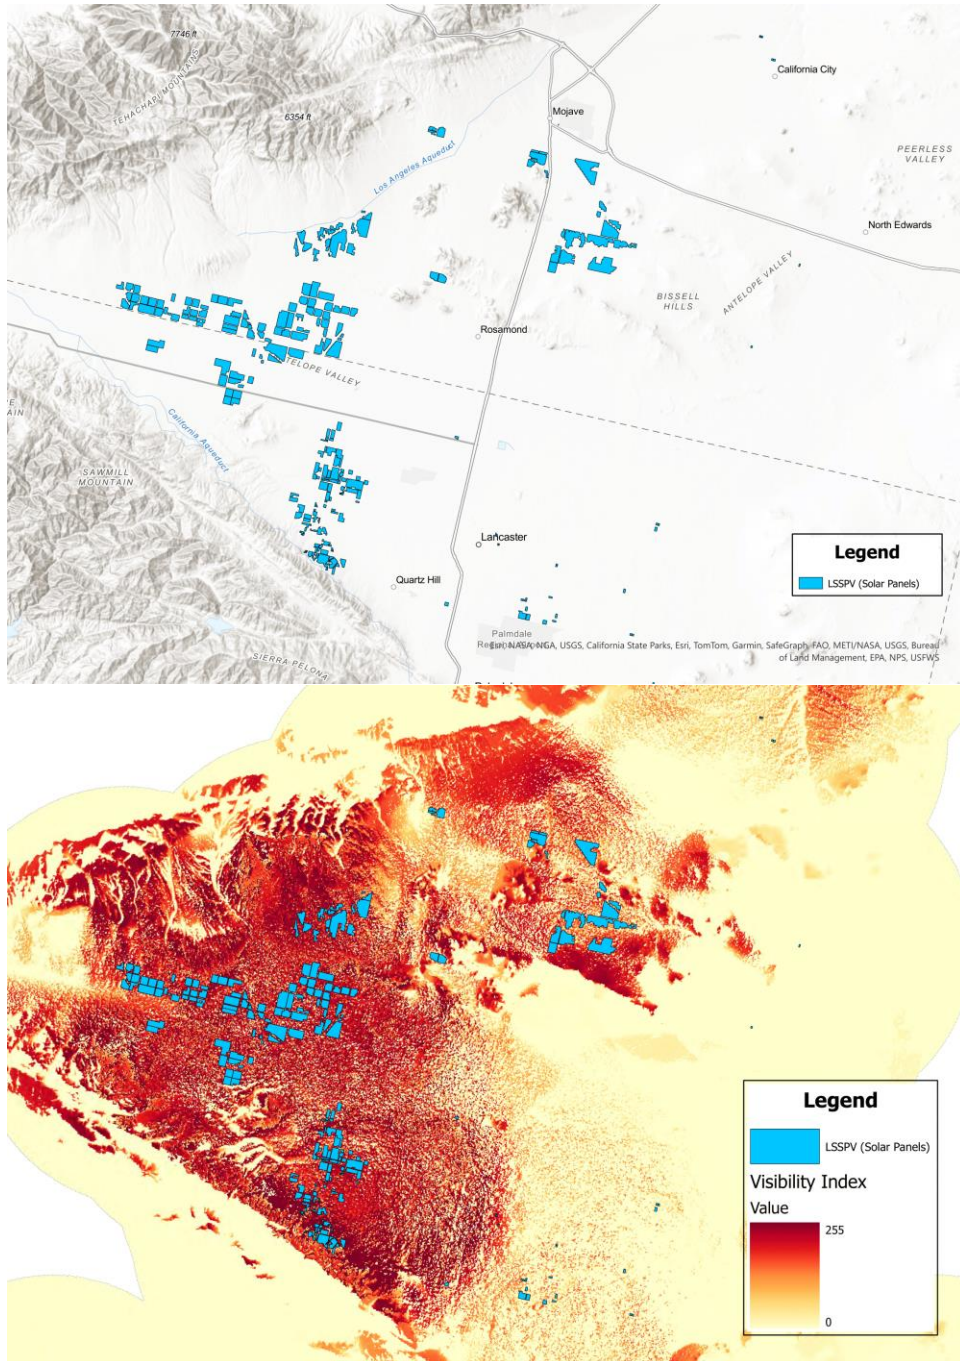 7746 ft
TEHACHAPI MOUNTAINS
6354 ft
California City
Mojave
PEERLESS
VALLEY
Los Angeles Aqueduct
North Edwards
ANTELOPE VALLEY
BISSELL
HILLS
Rosamond
TELOPE VALLEY
California Aqueduct
SAWMILL
MOUNTAIN
Lancaster
Quartz Hill
Legend
LSSPV (Solar Panels)
Palmdale
SIERRA PELONA
Esri, NASA, NGA, USGS, California State Parks, Esri, TomTom, Garmin, SafeGraph, FAO, METI/NASA, USGS, Bureau
of Land Management, EPA, NPS, USFWS
Legend
LSSPV (Solar Panels)
Visibility Index
Value
255
0